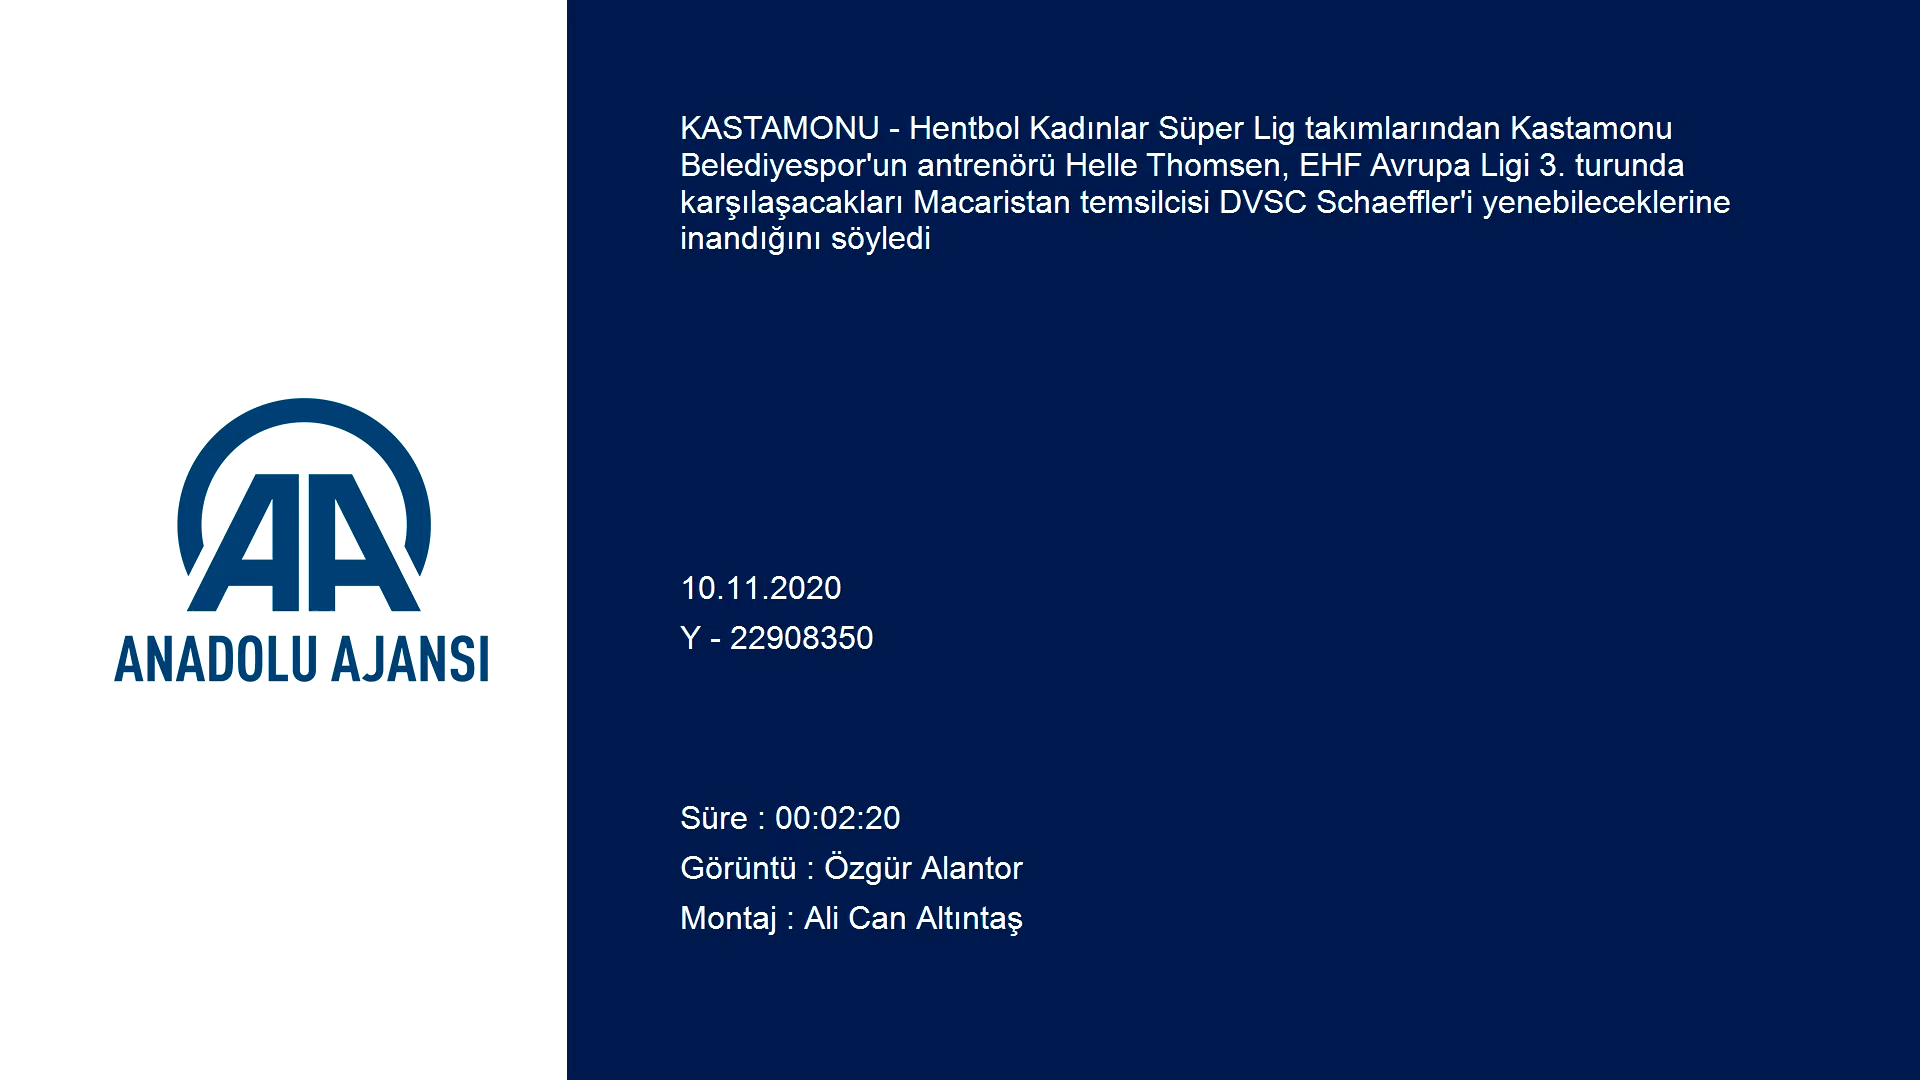 KASTAMONU - Hentbol Kadınlar Süper Lig takımlarından Kastamonu
Belediyespor'un antrenörü Helle Thomsen, EHF Avrupa Ligi 3. turunda
karşılaşacakları Macaristan temsilcisi DVSC Schaeffler'i yenebileceklerine
inandığını söyledi
AA
ANADOLU AJANSI
10.11.2020
Y - 22908350
Süre : 00:02:20
Görüntü : Özgür Alantor
Montaj : Ali Can Altıntaş